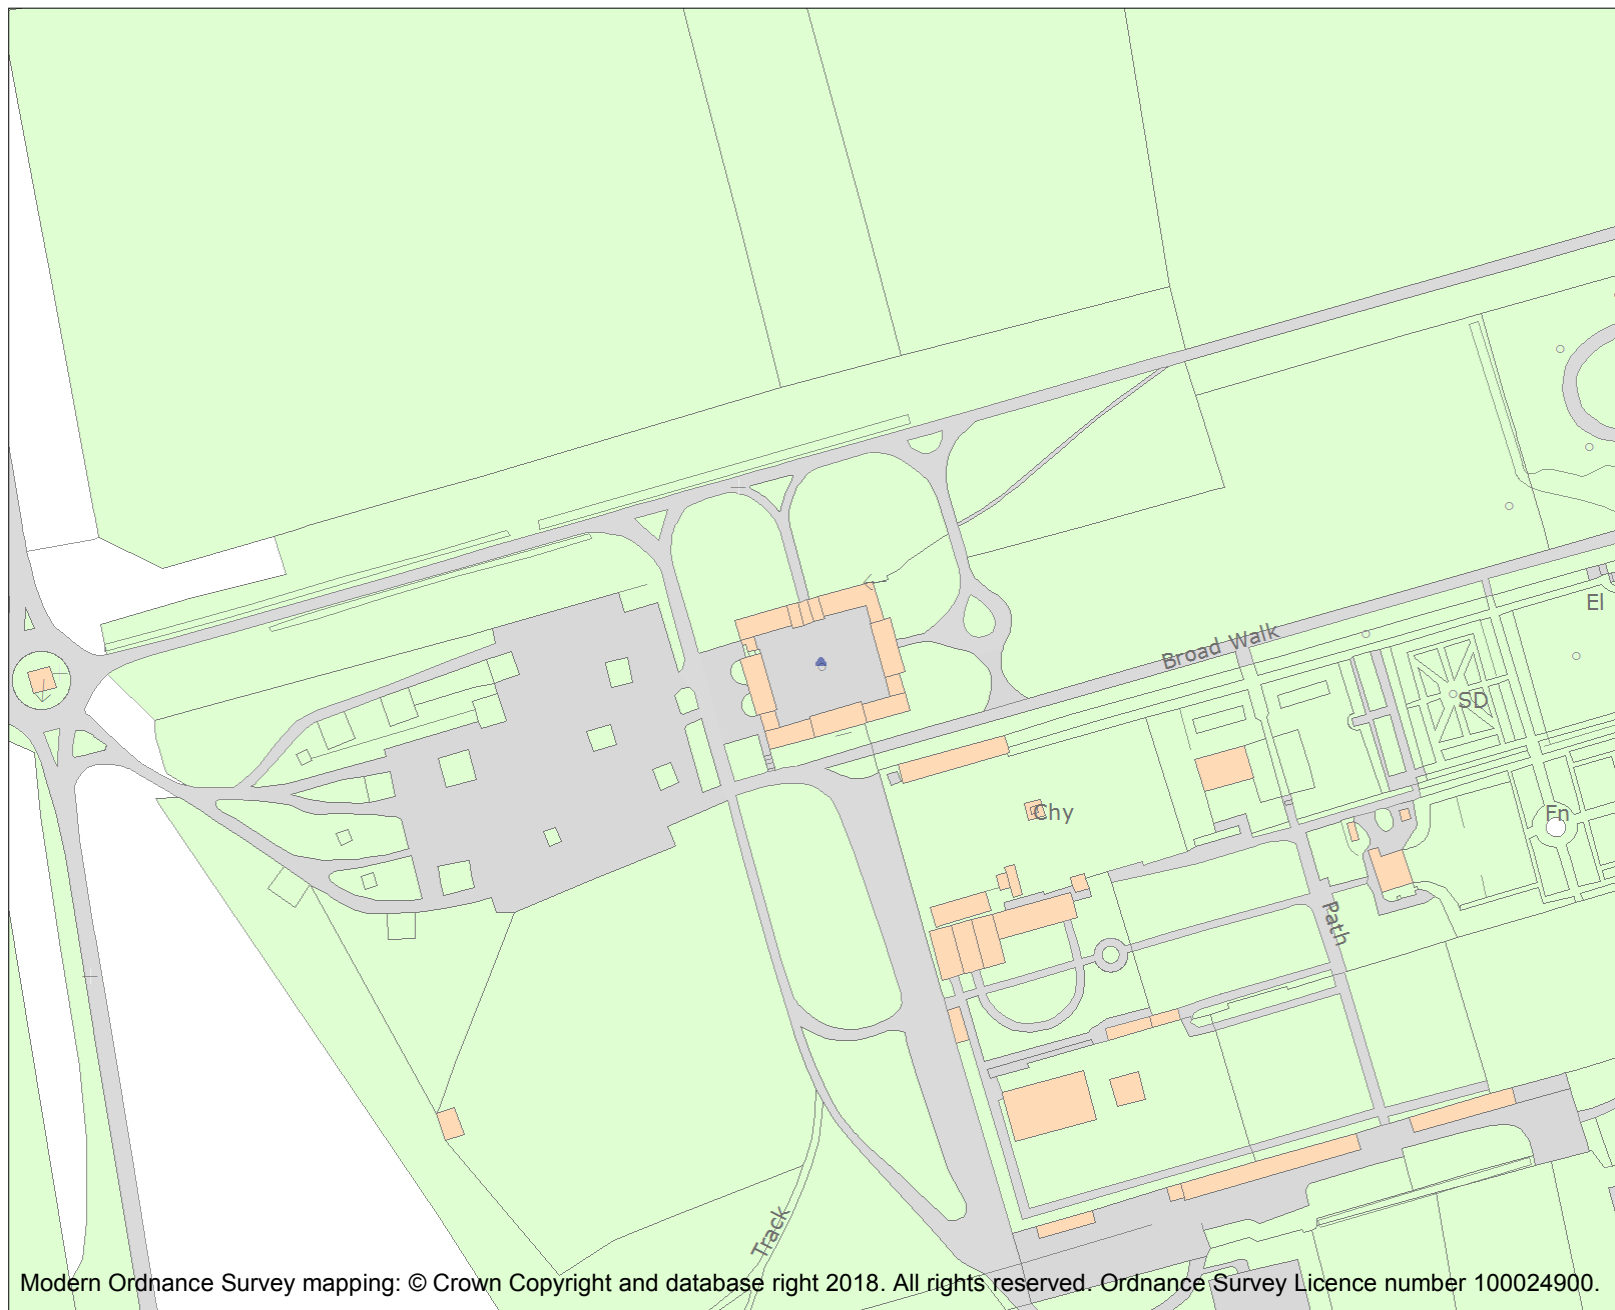 El
Broad Walk
SD
Chy
Fn
Path
Track
Modern Ordnance Survey mapping: © Crown Copyright and database right 2018. All rights reserved. Ordnance Survey Licence number 100024900.